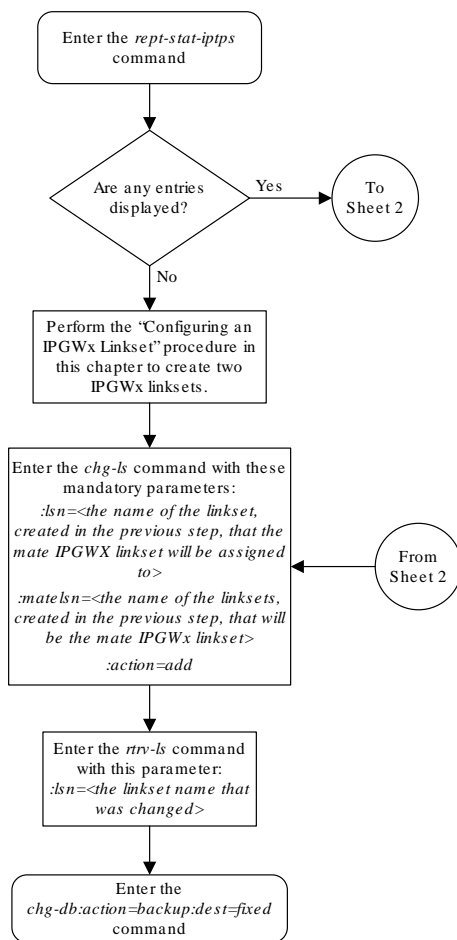 Enter the rept-stat-iptps
command
Are any entries
displayed?
Yes
To
Sheet 2
No
Perform the “Configuring an
IPGWx Linkset” procedure in
this chapter to create two
IPGWx linksets.
Enter the chg-ls command with these
mandatory parameters:
:lsn=<the name of the linkset,
created in the previous step, that the
mate IPGWX linkset will be assigned
to>
:matelsn=<the name of the linksets,
created in the previous step, that will
be the mate IPGWx linkset>
:action=add
From
Sheet 2
Enter the rtrv-ls command
with this parameter:
:lsn=<the linkset name that
was changed>
Enter the
chg-db:action=backup:dest=fixed
command